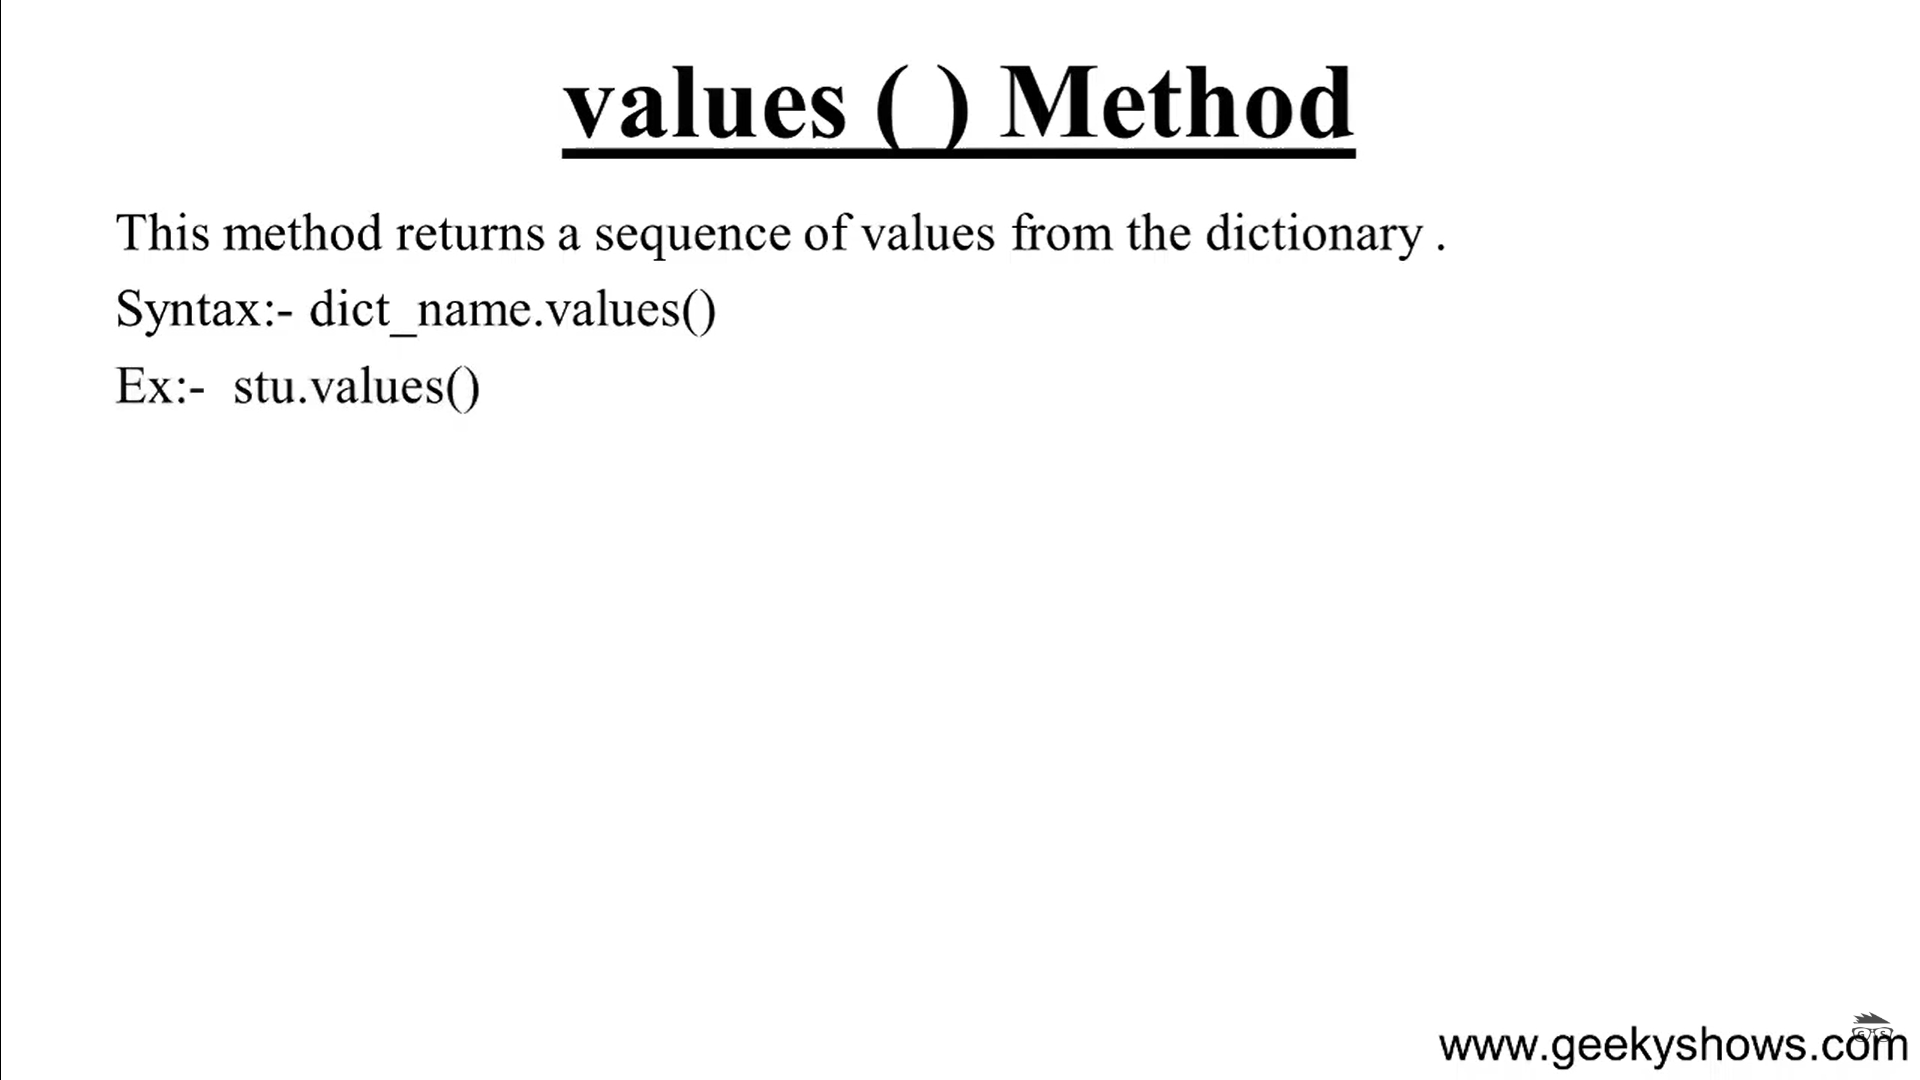 values ( ) Method
This method returns a sequence of values from the dictionary .
Syntax:- dict_name.values()
Ex:- stu.values()
www.geekyshows.com